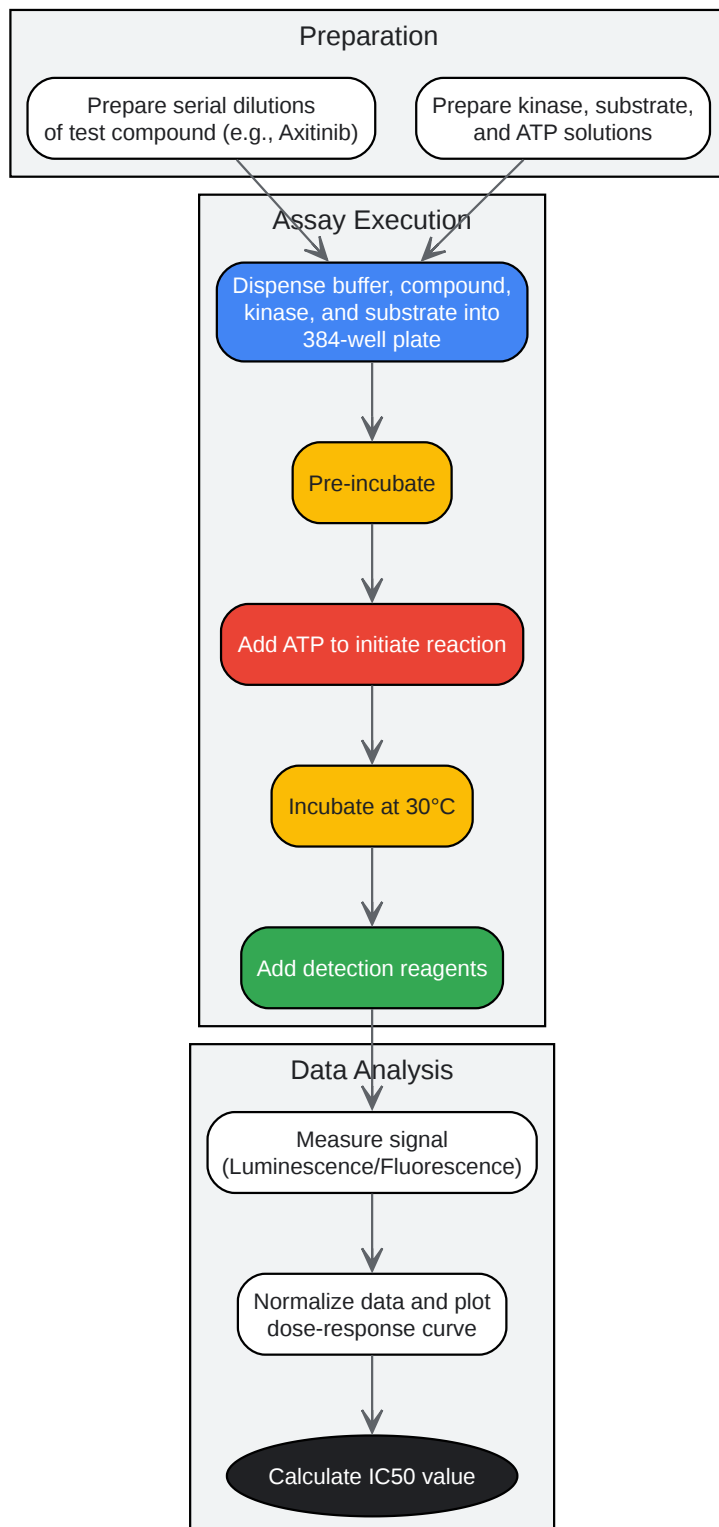 Preparation
Prepare serial dilutions
of test compound (e.g., Axitinib)
Prepare kinase, substrate,
and ATP solutions
Assay Execution
Dispense buffer, compound,
kinase, and substrate into
384-well plate
Pre-incubate
Add ATP to initiate reaction
Incubate at 30°C
Add detection reagents
Data Analysis
Measure signal
(Luminescence/Fluorescence)
Normalize data and plot
dose-response curve
Calculate IC50 value